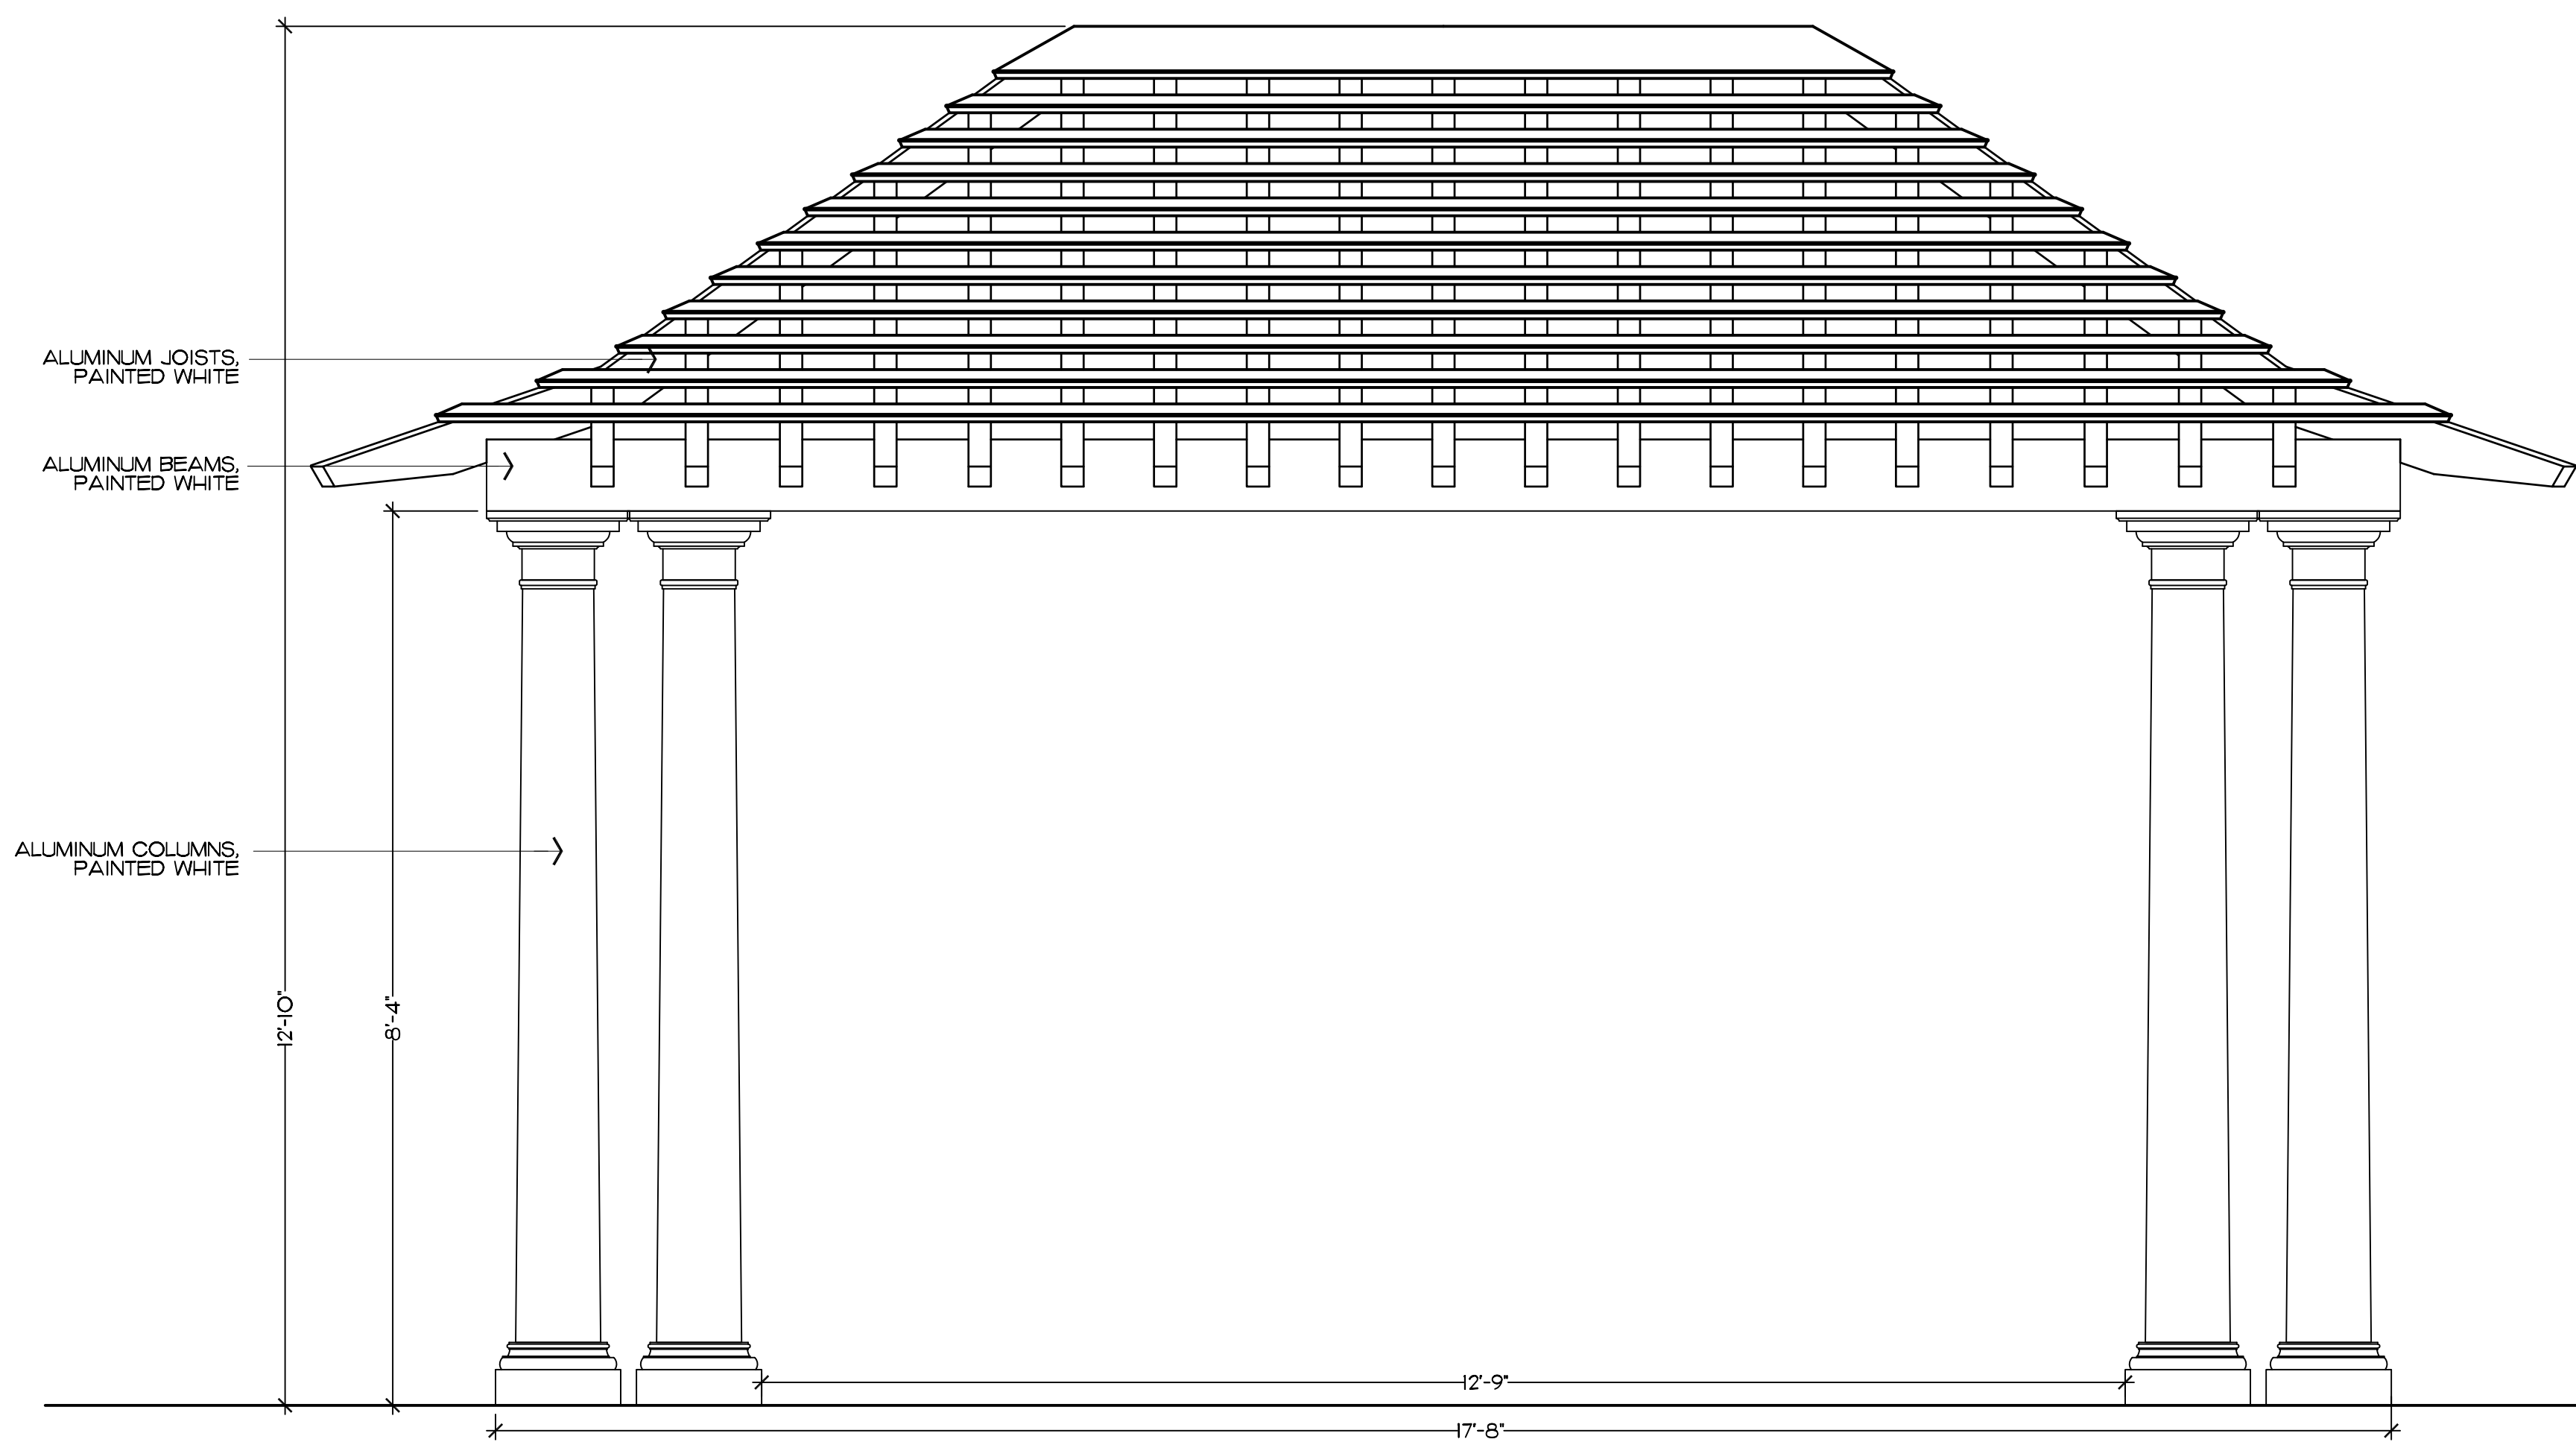 ALUMINUM JOISTS,
PAINTED WHITE
ALUMINUM BEAMS,
PAINTED WHITE
ALUMINUM COLUMNS,
PAINTED WHITE
12'-10"
8'-4"
12'-9"
17'-8"